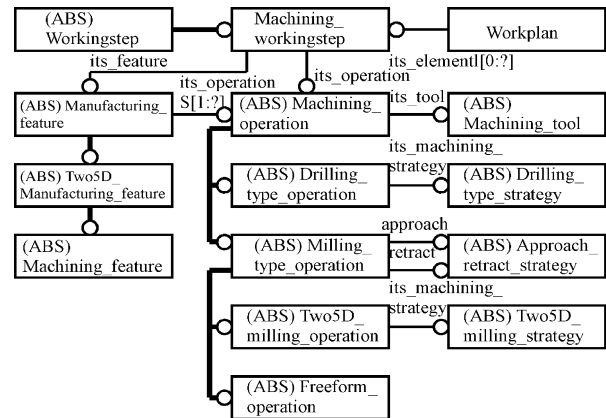 (ABS)
Workingstep
Machining_
workingstep
Workplan
its_feature
its_operation
S[1:?]
its_operation
its_elementl[0:?]
(ABS) Manufacturing_
feature
(ABS) Machining_
operation
its_tool
(ABS)
Machining_tool
(ABS) Two5D_
Manufacturing_feature
(ABS) Drilling_
type_operation
its_machining_
strategy
(ABS) Drilling_
type_strategy
(ABS)
Machining_feature
(ABS) Milling_
type_operation
approach
retract
(ABS) Approach_
retract_strategy
(ABS) Two5D_
milling_operation
its_machining_
strategy
(ABS) Two5D_
milling_strategy
(ABS) Freeform_
operation